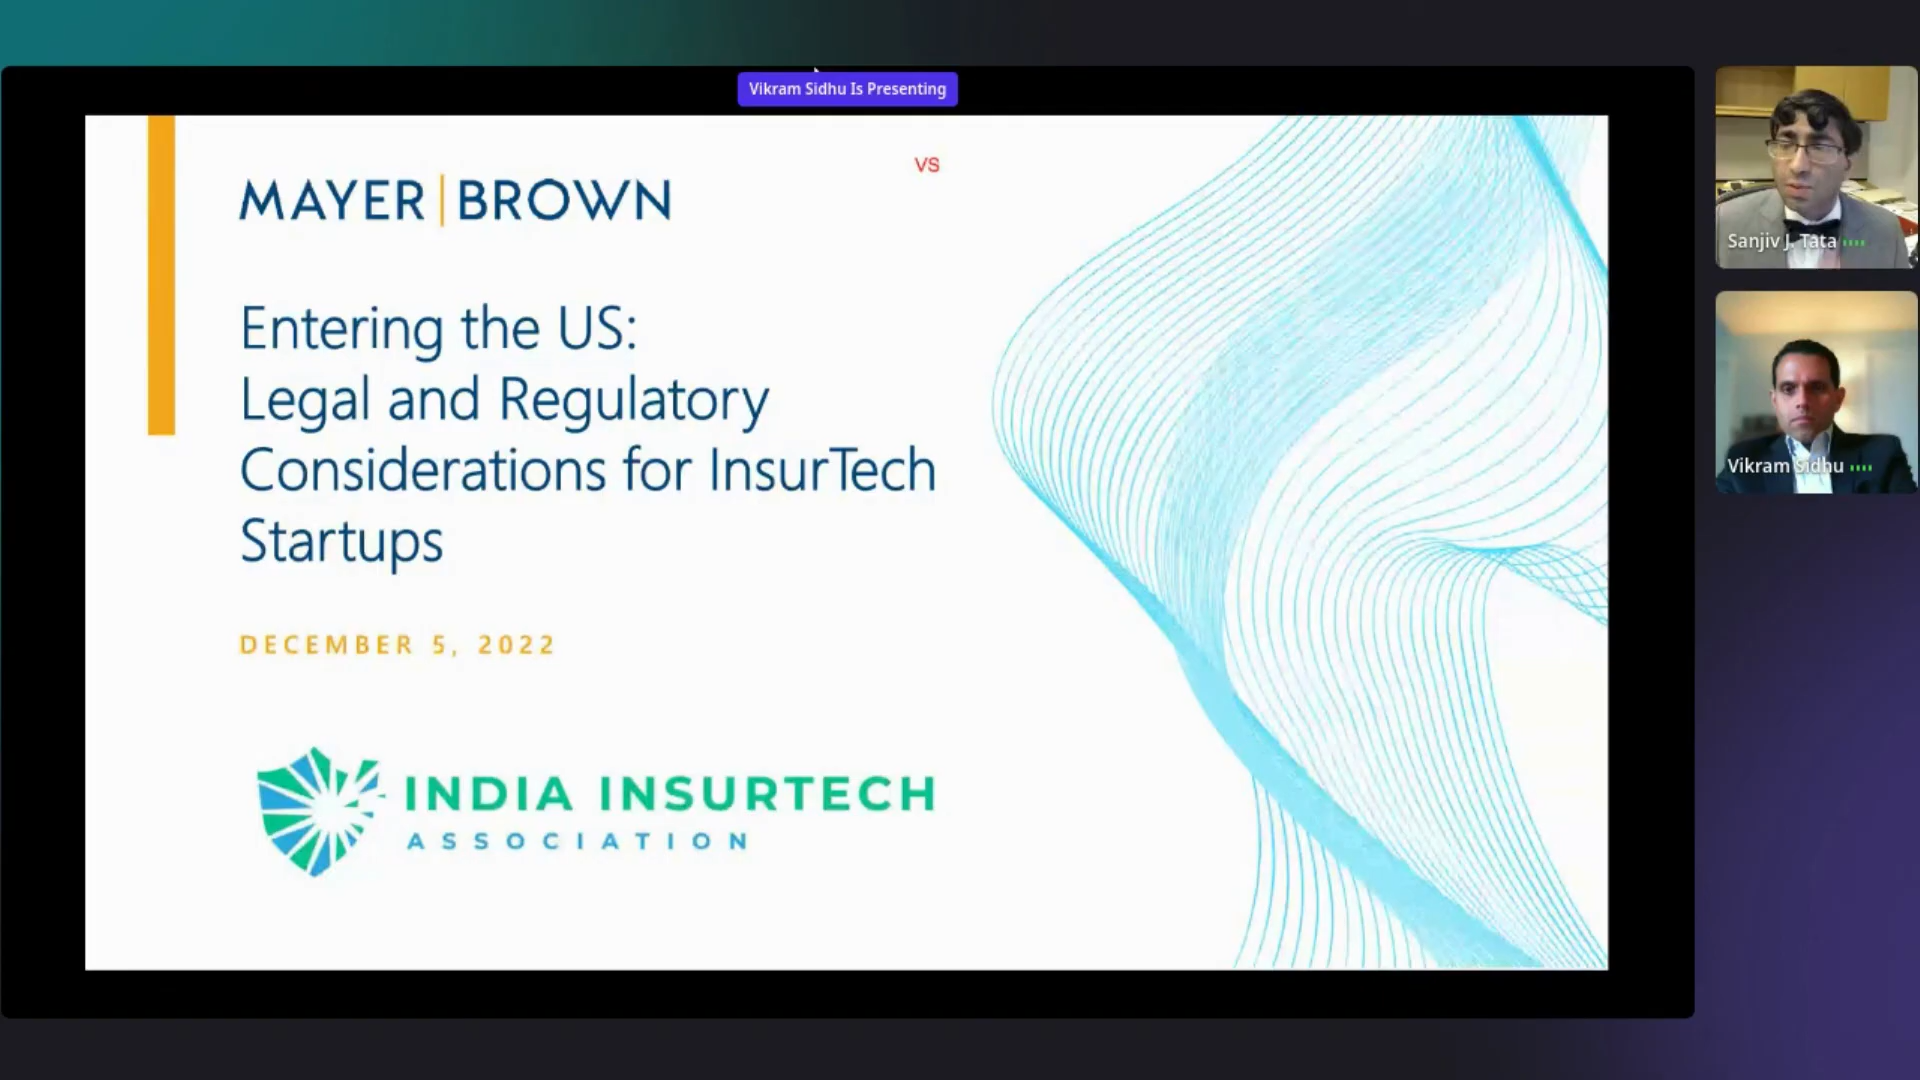 Vikram Sidhu Is Presenting
VS
MAYER | BROWN
Entering the US:
Legal and Regulatory
Considerations for InsurTech
Startups
DECEMBER 5, 2022
INDIA INSURTECH
ASSOCIATION
Sanjiv J. Tata
Vikram Sidhu